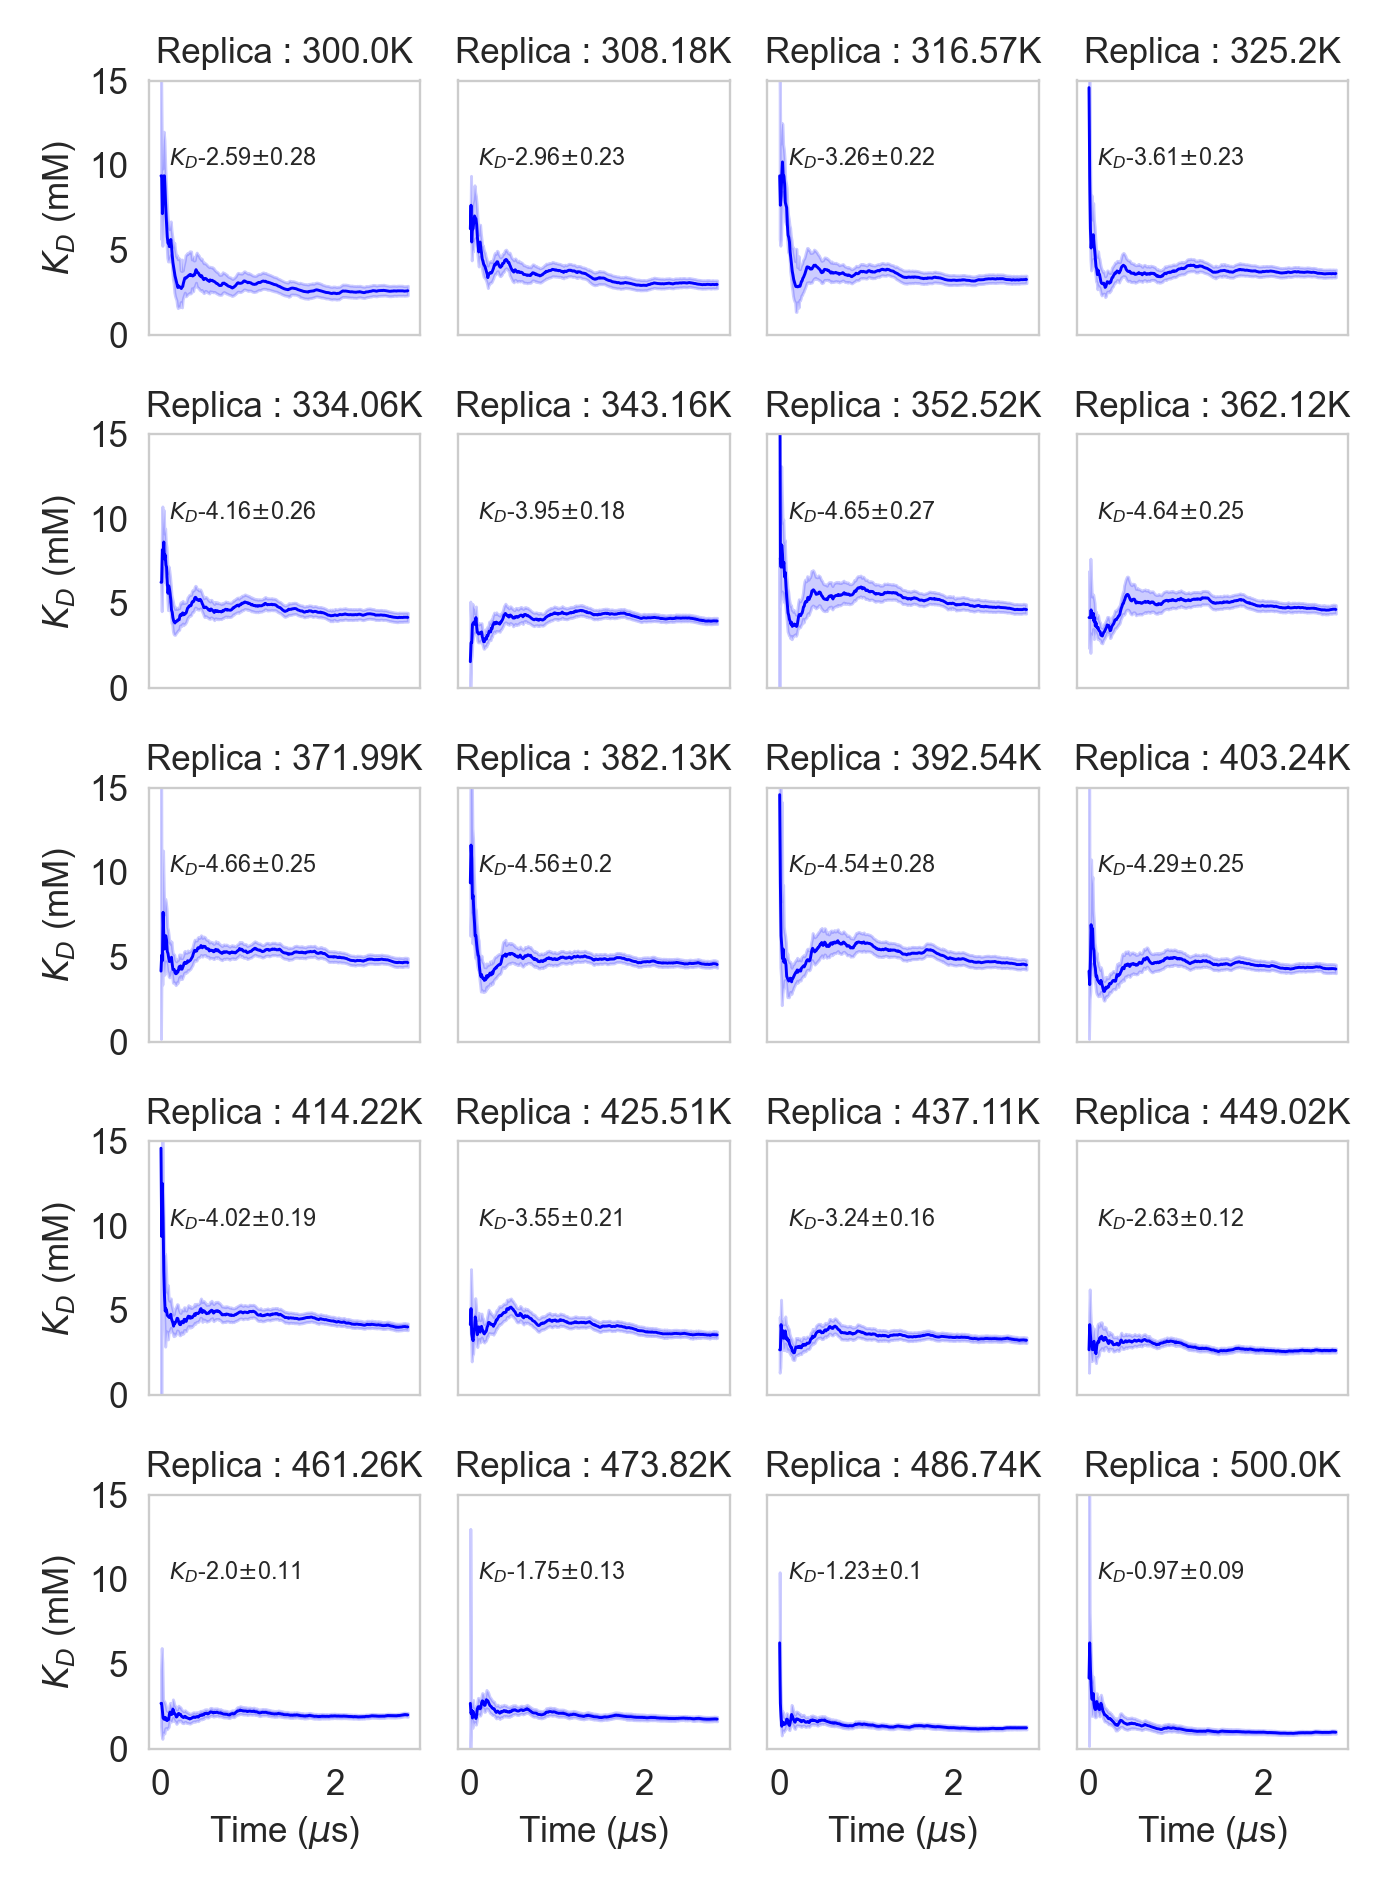 Replica : 300.0K Replica : 308.18K Replica : 316.57K Replica : 325.2K
15
10
5
0
K_D (mM)
K_D-2.59±0.28 K_D-2.96±0.23 K_D-3.26±0.22 K_D-3.61±0.23
Replica : 334.06K Replica : 343.16K Replica : 352.52K Replica : 362.12K
15
10
5
0
K_D (mM)
K_D-4.16±0.26 K_D-3.95±0.18 K_D-4.65±0.27 K_D-4.64±0.25
Replica : 371.99K Replica : 382.13K Replica : 392.54K Replica : 403.24K
15
10
5
0
K_D (mM)
K_D-4.66±0.25 K_D-4.56±0.2 K_D-4.54±0.28 K_D-4.29±0.25
Replica : 414.22K Replica : 425.51K Replica : 437.11K Replica : 449.02K
15
10
5
0
K_D (mM)
K_D-4.02±0.19 K_D-3.55±0.21 K_D-3.24±0.16 K_D-2.63±0.12
Replica : 461.26K Replica : 473.82K Replica : 486.74K Replica : 500.0K
15
10
5
0
K_D (mM)
K_D-2.0±0.11 K_D-1.75±0.13 K_D-1.23±0.1 K_D-0.97±0.09
0 2 0 2 0 2 0 2
Time (μs) Time (μs) Time (μs) Time (μs)